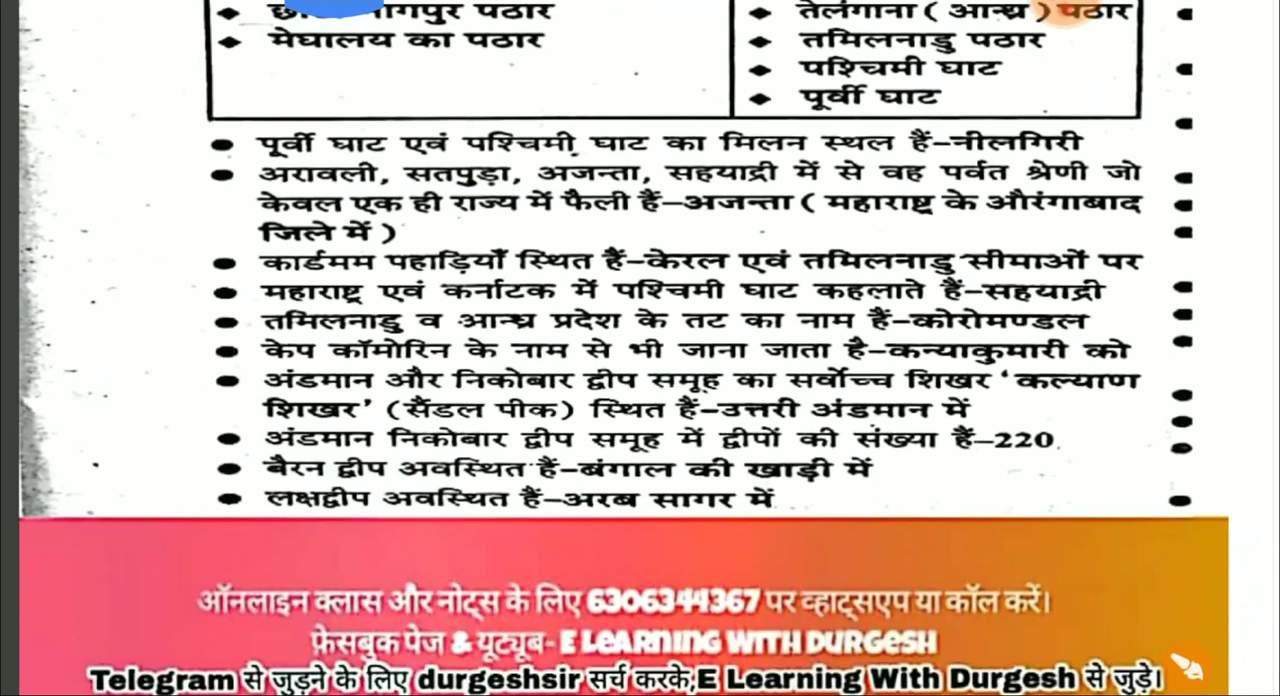 नागपुर पठार
◆ मेघालय का पठार
◆ तेलंगाना ( आन्ध्र ) पठार
◆ तमिलनाडु पठार
◆ पश्चिमी घाट
◆ पूर्वी घाट
● पूर्वी घाट एवं पश्चिमी घाट का मिलन स्थल हैं–नीलगिरी
● अरावली, सतपुड़ा, अजन्ता, सहयाद्री में से वह पर्वत श्रेणी जो
केवल एक ही राज्य में फैली हैं–अजन्ता ( महाराष्ट्र के औरंगाबाद
जिले में )
● कार्डमम पहाड़ियाँ स्थित हैं–केरल एवं तमिलनाडु सीमाओं पर
● महाराष्ट्र एवं कर्नाटक में पश्चिमी घाट कहलाते हैं–सहयाद्री
● तमिलनाडु व आन्ध्र प्रदेश के तट का नाम हैं–कोरोमण्डल
● केप कॉमोरिन के नाम से भी जाना जाता है–कन्याकुमारी को
● अंडमान और निकोबार द्वीप समूह का सर्वोच्च शिखर ‘कल्याण
शिखर’ (सैंडल पीक) स्थित हैं–उत्तरी अंडमान में
● अंडमान निकोबार द्वीप समूह में द्वीपों की संख्या हैं–220
● बैरन द्वीप अवस्थित हैं–बंगाल की खाड़ी में
● लक्षद्वीप अवस्थित हैं–अरब सागर में
ऑनलाइन क्लास और नोट्स के लिए 6306344367 पर व्हाट्सएप या कॉल करें।
फ़ेसबुक पेज & यूट्यूब- E LEARNING WITH DURGESH
Telegram से जुड़ने के लिए durgeshsir सर्च करके,E Learning With Durgesh से जुड़े।